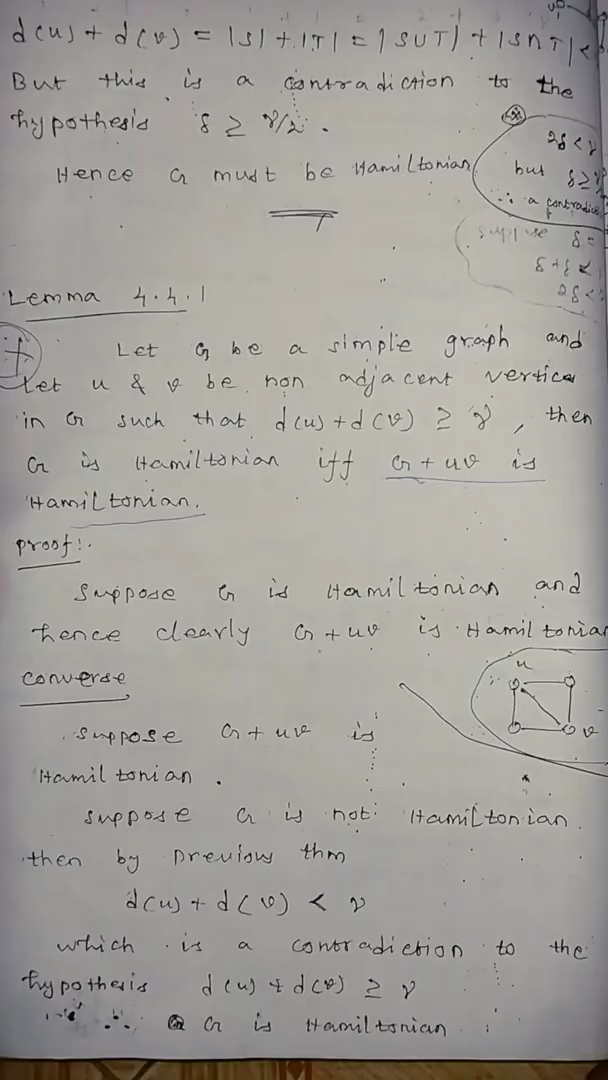 d(u) + d(v) = |S| + |T| = |SUT| + |S∩T| <
But this is a contradiction to the
hypothesis δ ≥ γ/2.
Hence G must be Hamiltonian
2δ < γ
but δ ≥ γ
∴ a contradic
suppose δ =
δ + δ <
2δ <
Lemma 4.4.1
Let G be a simple graph and
Let u & v be non adjacent vertice
in G such that d(u) + d(v) ≥ γ, then
G is Hamiltonian iff G + uv is
Hamiltonian.
proof:.
Suppose G is Hamiltonian and
hence clearly G + uv is Hamiltonian
converse
u
v
Suppose G + uv is
Hamiltonian.
Suppose G is not Hamiltonian.
then by previous thm
d(u) + d(v) < γ
which is a contradiction to the
hypothesis d(u) + d(v) ≥ γ
∴ G is Hamiltonian.